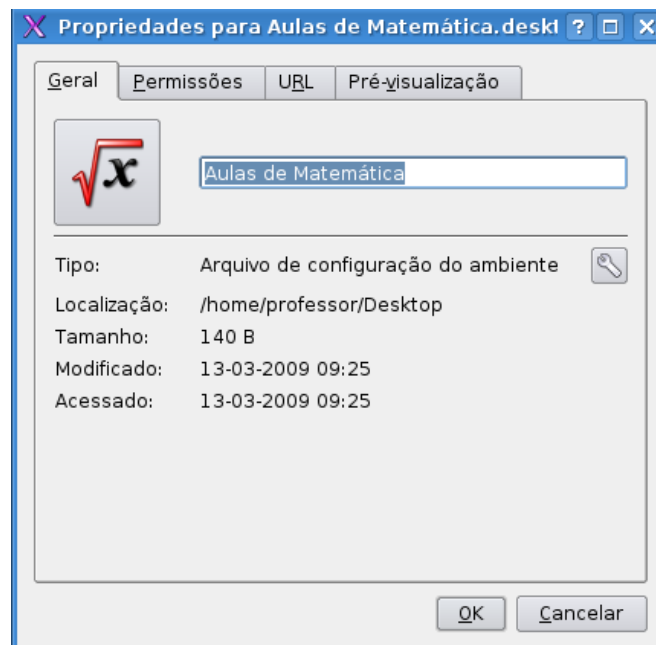 Propriedades para Aulas de Matemática.deskt
Geral Permissões URL Pré-visualização
Aulas de Matemática
Tipo: Arquivo de configuração do ambiente
Localização: /home/professor/Desktop
Tamanho: 140 B
Modificado: 13-03-2009 09:25
Acessado: 13-03-2009 09:25
OK Cancelar